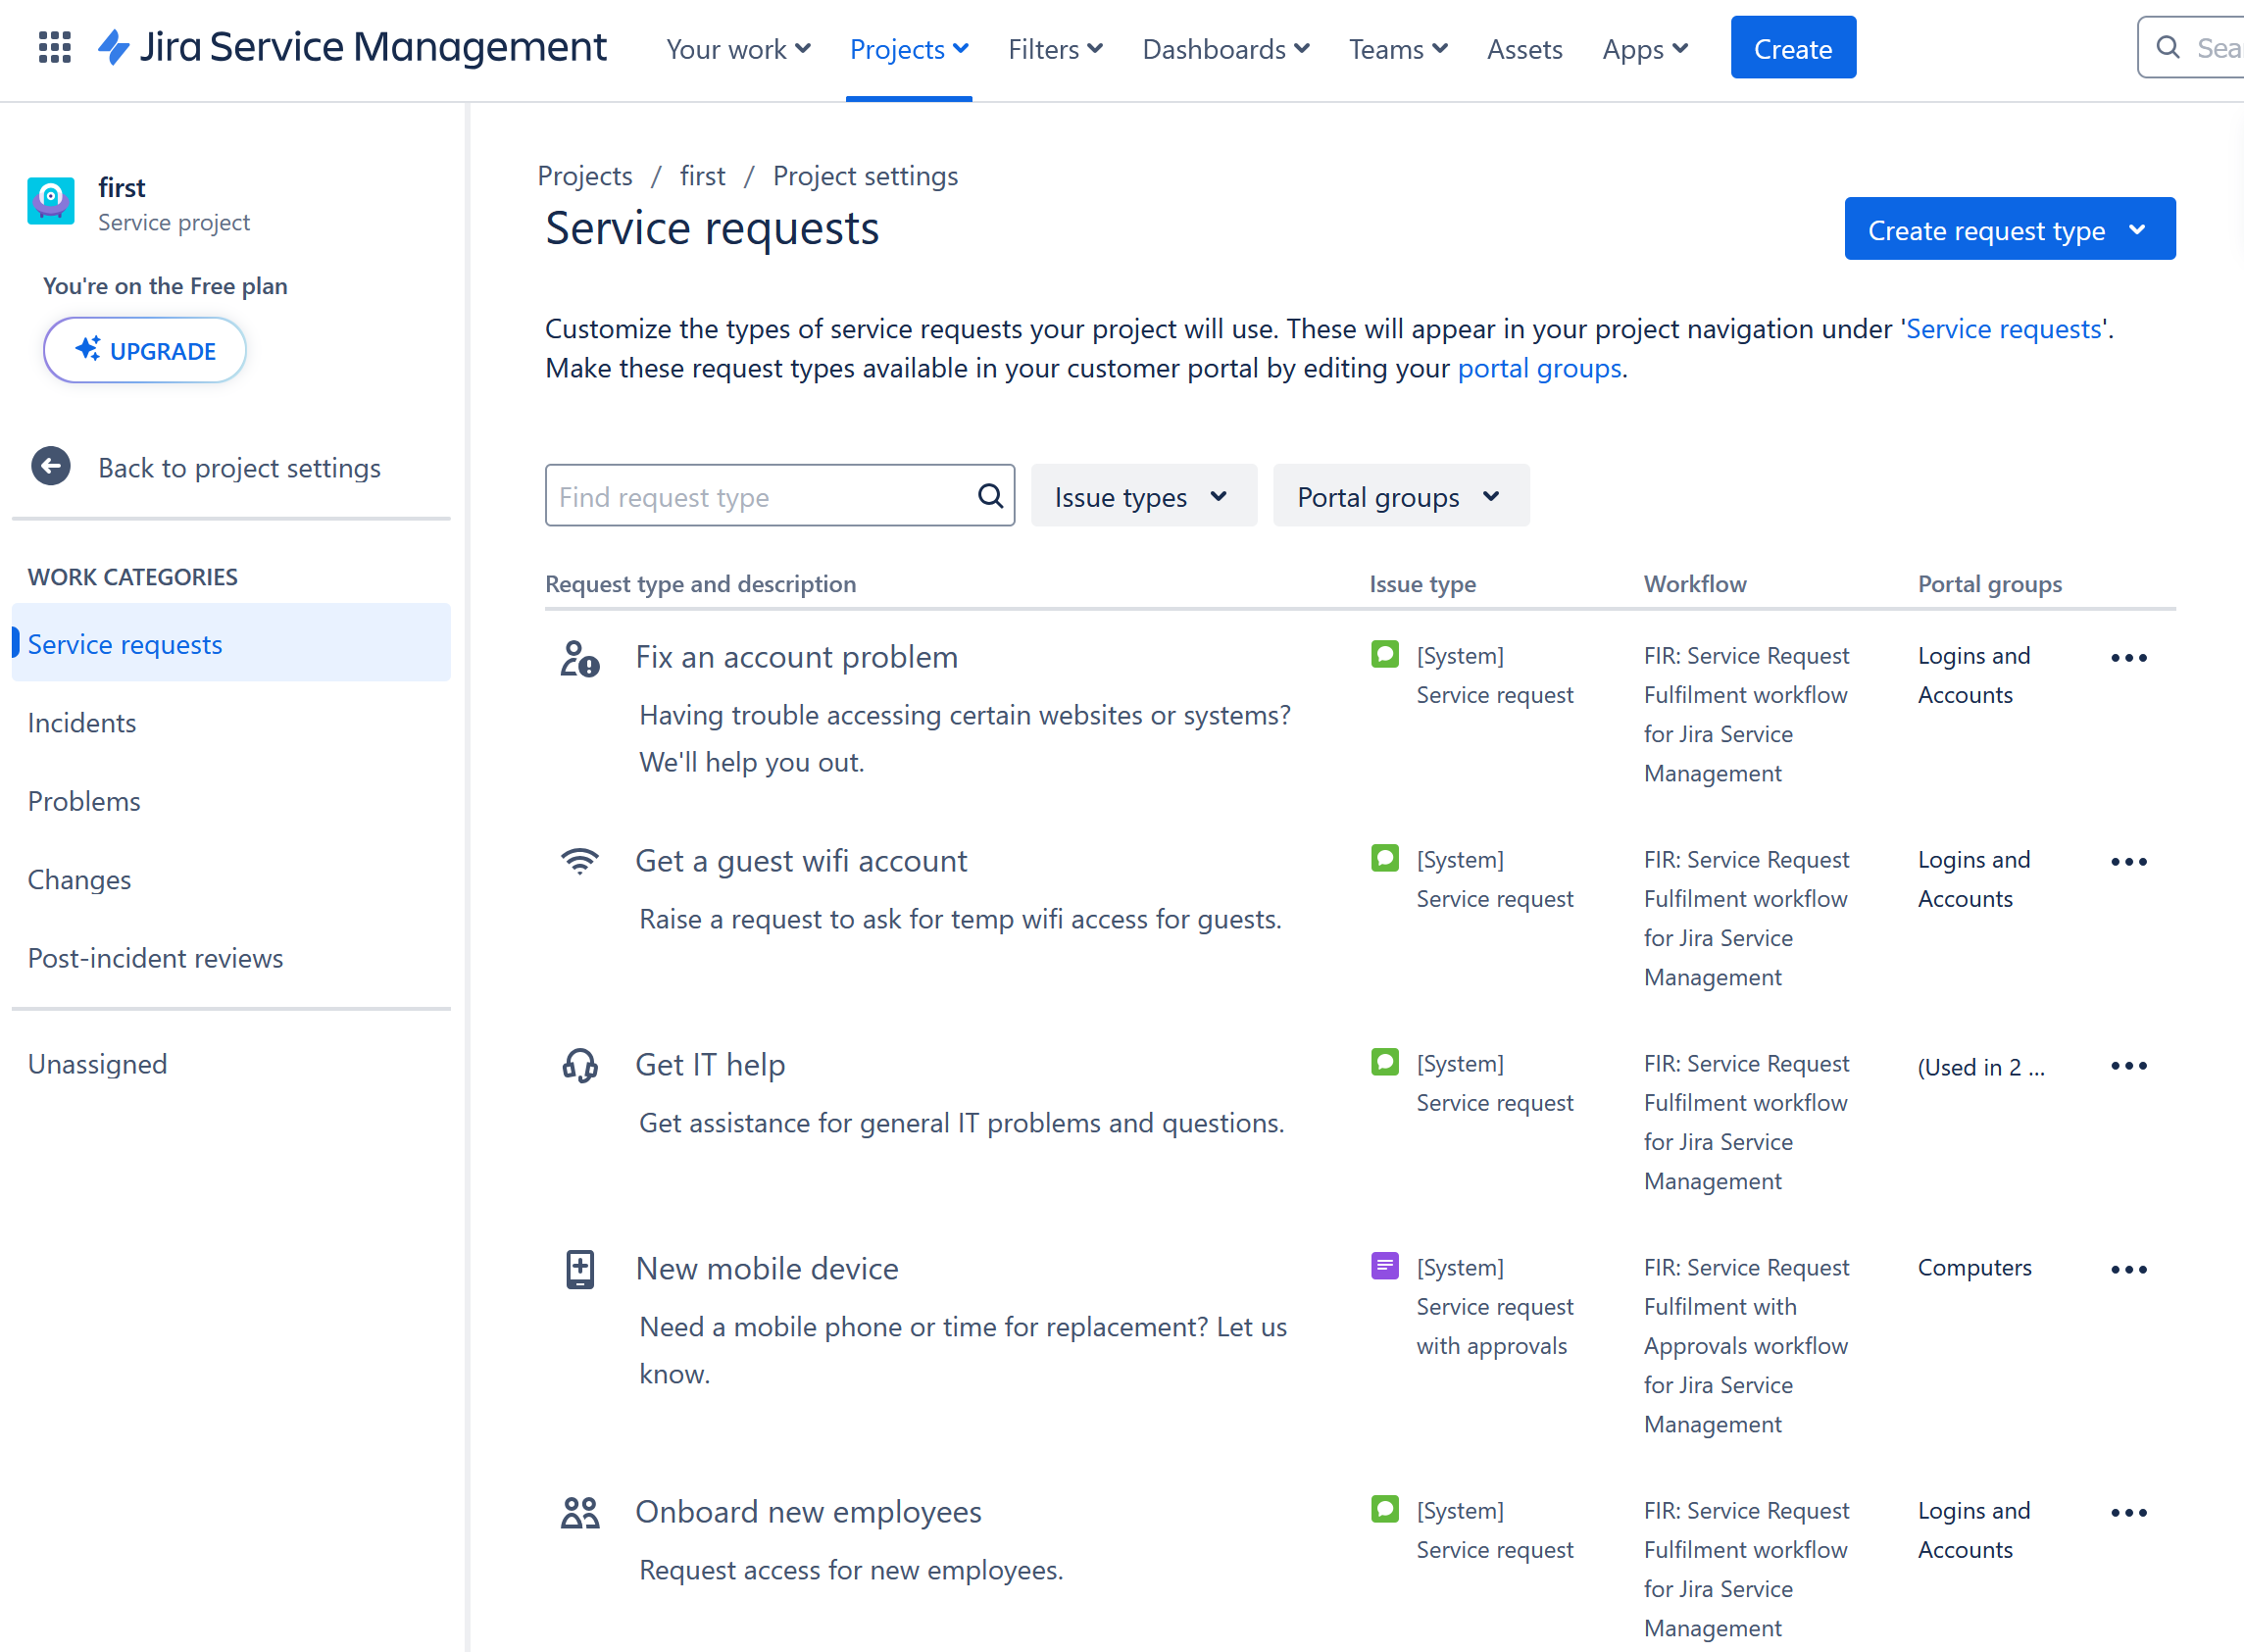 Jira Service Management
Your work
Projects
Filters
Dashboards
Teams
Assets
Apps
Create
first
Service project
You're on the Free plan
UPGRADE
Back to project settings
WORK CATEGORIES
Service requests
Incidents
Problems
Changes
Post-incident reviews
Unassigned
Projects / first / Project settings
Service requests
Create request type
Customize the types of service requests your project will use. These will appear in your project navigation under 'Service requests'.
Make these request types available in your customer portal by editing your portal groups.
Find request type
Issue types
Portal groups
Request type and description
Issue type
Workflow
Portal groups
Fix an account problem
Having trouble accessing certain websites or systems?
We'll help you out.
[System]
Service request
FIR: Service Request
Fulfilment workflow
for Jira Service
Management
Logins and
Accounts
Get a guest wifi account
Raise a request to ask for temp wifi access for guests.
[System]
Service request
FIR: Service Request
Fulfilment workflow
for Jira Service
Management
Logins and
Accounts
Get IT help
Get assistance for general IT problems and questions.
[System]
Service request
FIR: Service Request
Fulfilment workflow
for Jira Service
Management
(Used in 2 ...
New mobile device
Need a mobile phone or time for replacement? Let us
know.
[System]
Service request
with approvals
FIR: Service Request
Fulfilment with
Approvals workflow
for Jira Service
Management
Computers
Onboard new employees
Request access for new employees.
[System]
Service request
FIR: Service Request
Fulfilment workflow
for Jira Service
Management
Logins and
Accounts